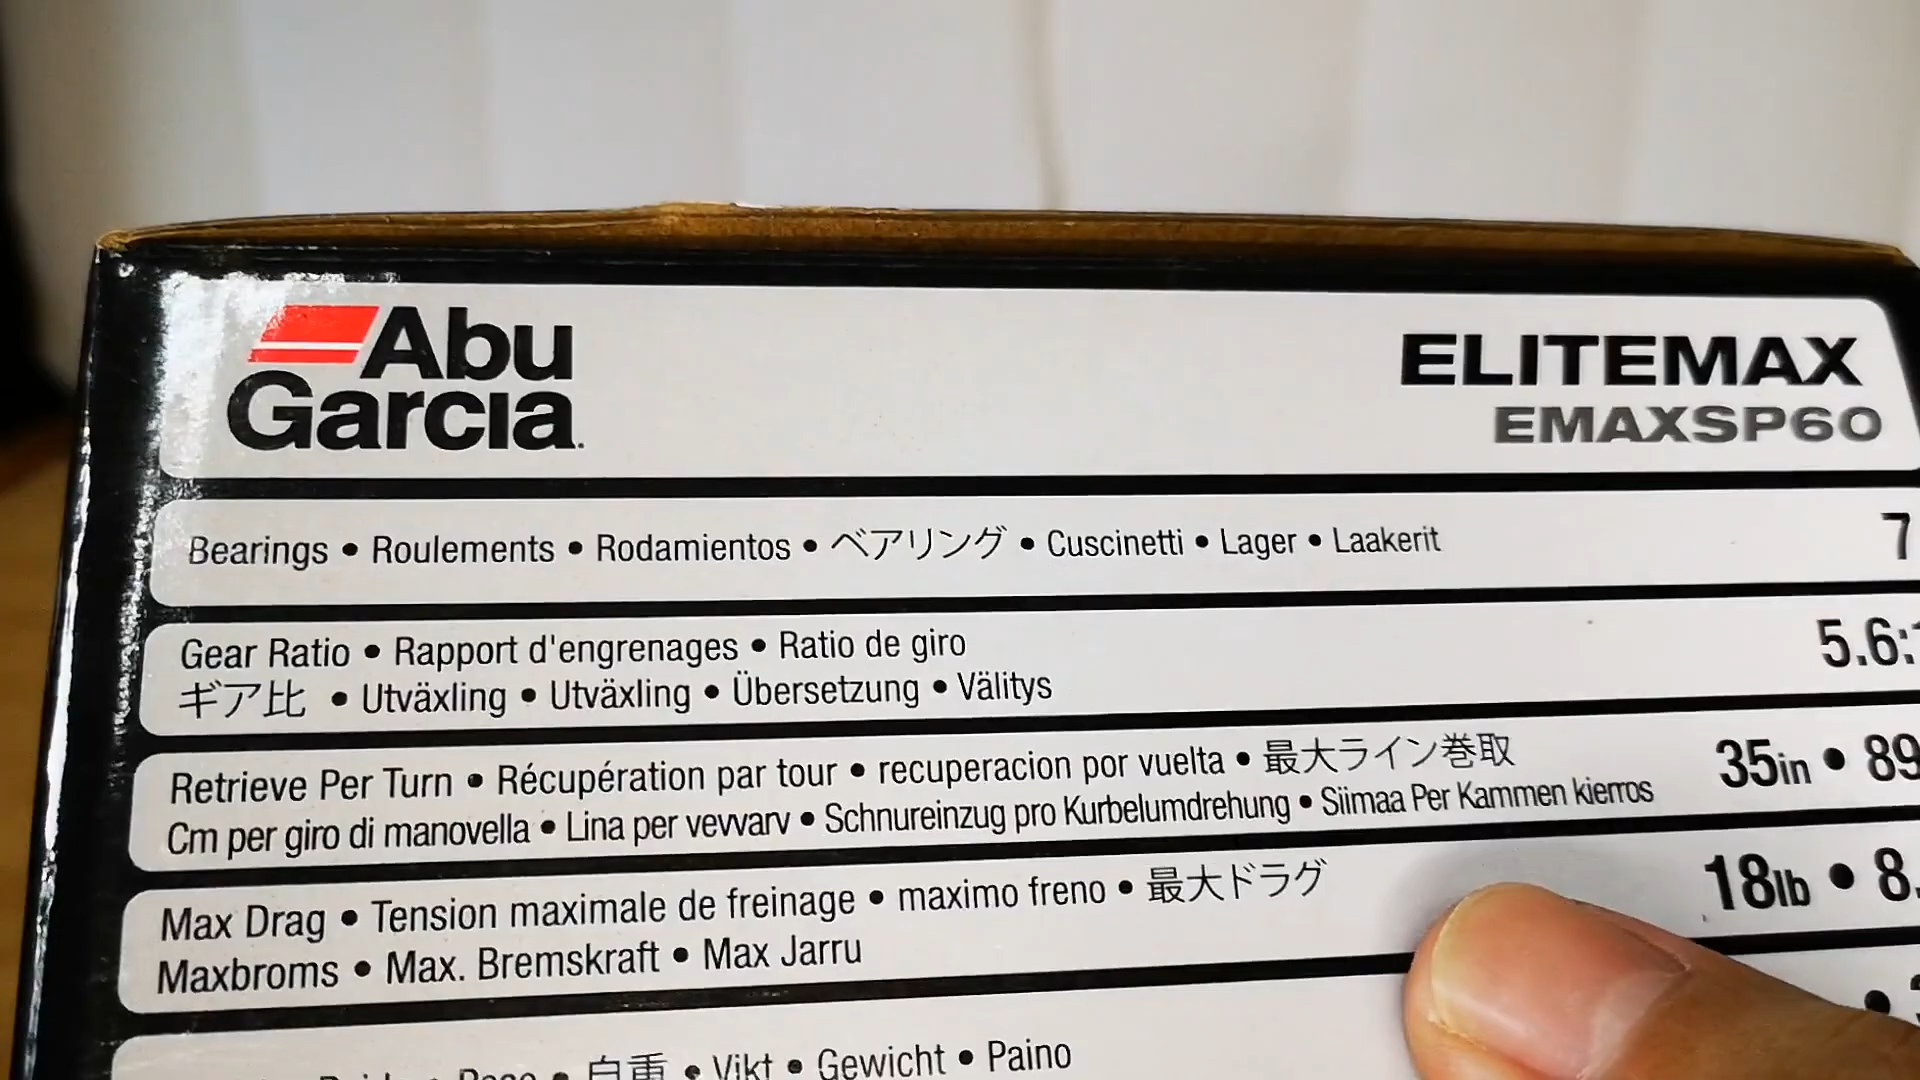 Abu
Garcia
ELITEMAX
EMAXSP60
Bearings • Roulements • Rodamientos • ベアリング • Cuscinetti • Lager • Laakerit 7
Gear Ratio • Rapport d'engrenages • Ratio de giro
ギア比 • Utväxling • Utväxling • Übersetzung • Välitys
5.6:
Retrieve Per Turn • Récupération par tour • recuperacion por vuelta • 最大ライン巻取
Cm per giro di manovella • Lina per vevvarv • Schnureinzug pro Kurbelumdrehung • Siimaa Per Kammen kierros
35in • 89
Max Drag • Tension maximale de freinage • maximo freno • 最大ドラグ
Maxbroms • Max. Bremskraft • Max Jarru
18lb • 8.
自重 • Vikt • Gewicht • Paino